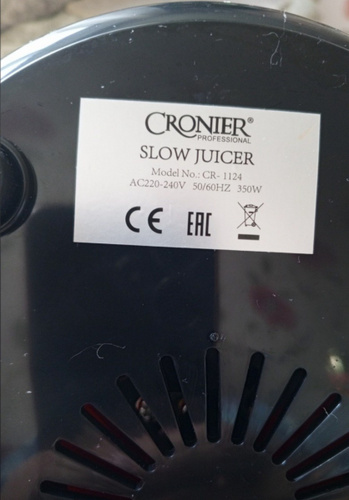 CRONIER®
PROFESSIONAL
SLOW JUICER
Model No.: CR- 1124
AC220-240V 50/60HZ 350W
CE EAC